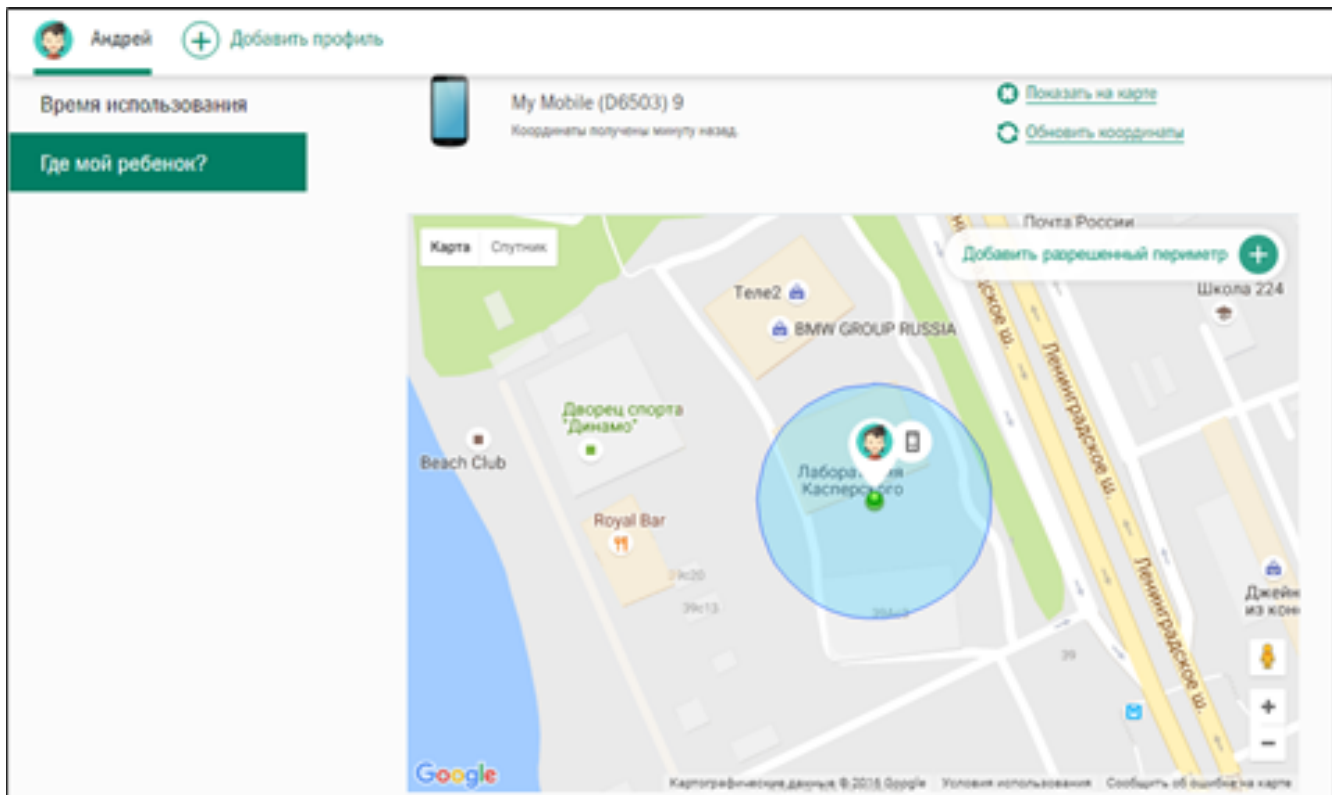 Андрей
Добавить профиль
Время использования
Где мой ребенок?
My Mobile (D6503) 9
Координаты получены минуту назад.
Показать на карте
Обновить координаты
Карта
Спутник
Почта России
Добавить разрешенный периметр
Школа 224
Теле2
BMW GROUP RUSSIA
Ленинградское ш.
Дворец спорта
"Динамо"
Beach Club
Лаборатория
Касперского
Royal Bar
39с20
39с13
Ленинградское ш.
39
Google
Картографические данные © 2016 Google
Условия использования
Сообщить об ошибке на карте